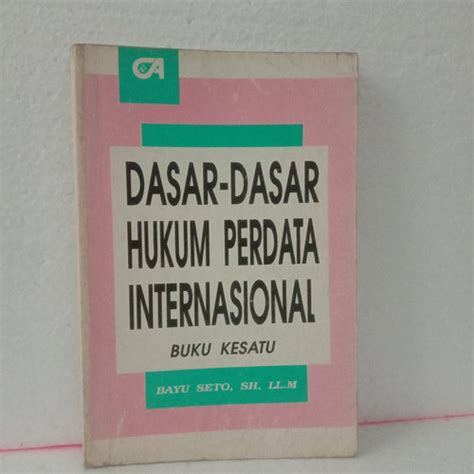 DASAR-DASAR
HUKUM PERDATA
INTERNASIONAL
BUKU KESATU
BAYU SETO, SH, LL.M